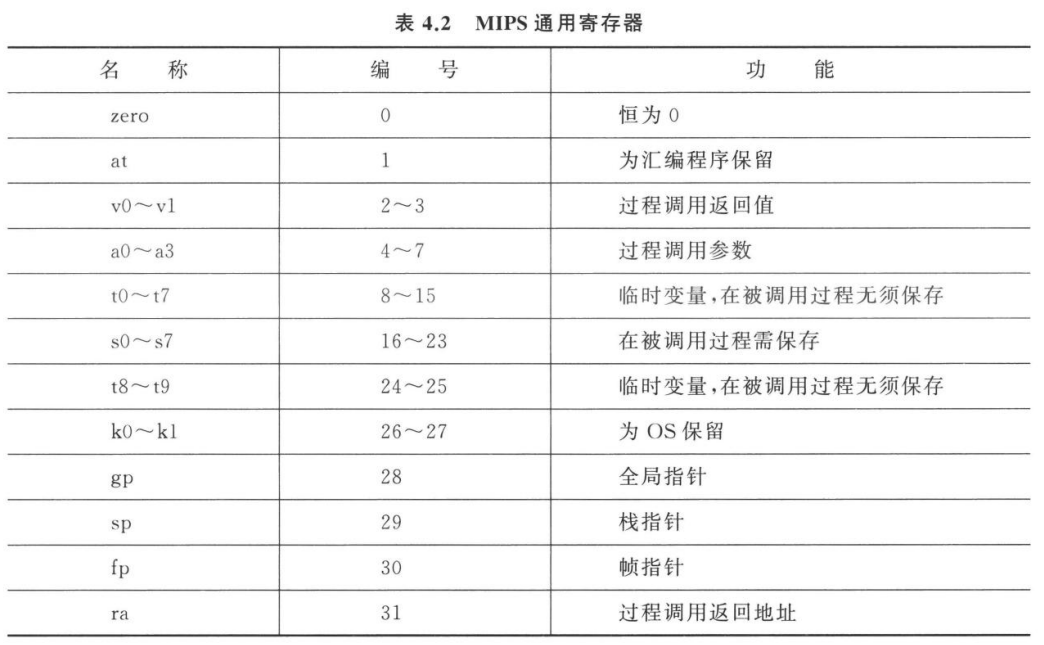 表 4.2 MIPS 通用寄存器
名 称 编 号 功 能
zero 0 恒为 0
at 1 为汇编程序保留
v0～v1 2～3 过程调用返回值
a0～a3 4～7 过程调用参数
t0～t7 8～15 临时变量,在被调用过程无须保存
s0～s7 16～23 在被调用过程需保存
t8～t9 24～25 临时变量,在被调用过程无须保存
k0～k1 26～27 为 OS 保留
gp 28 全局指针
sp 29 栈指针
fp 30 帧指针
ra 31 过程调用返回地址